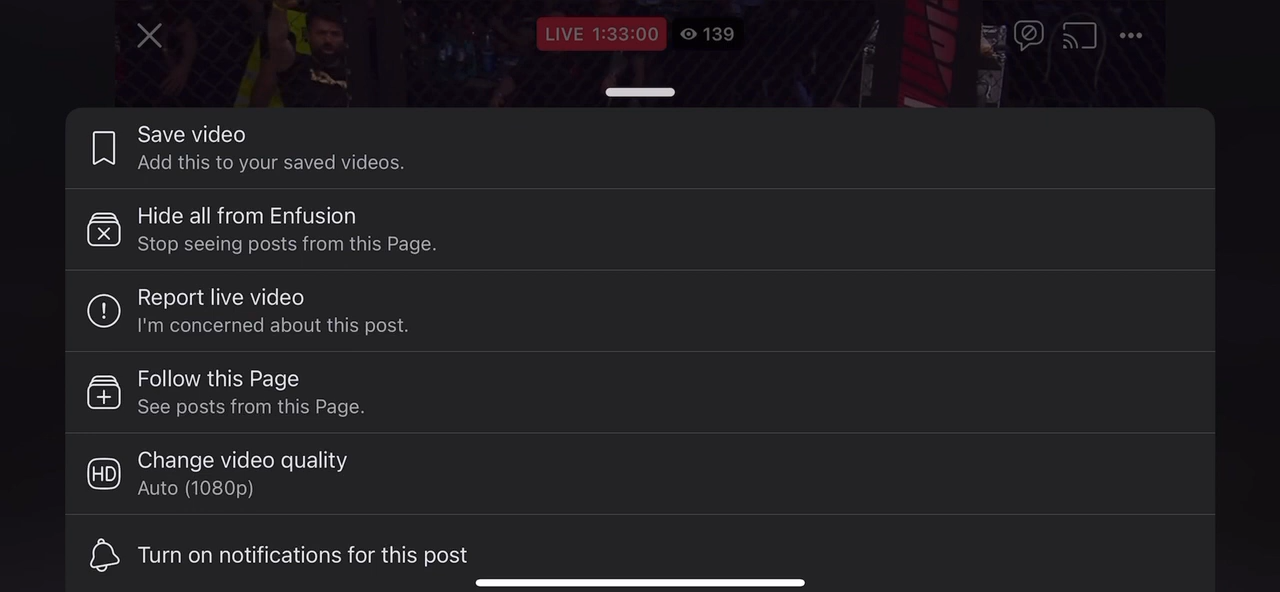 LIVE 1:33:00 139
Save video
Add this to your saved videos.
Hide all from Enfusion
Stop seeing posts from this Page.
Report live video
I'm concerned about this post.
Follow this Page
See posts from this Page.
HD
Change video quality
Auto (1080p)
Turn on notifications for this post